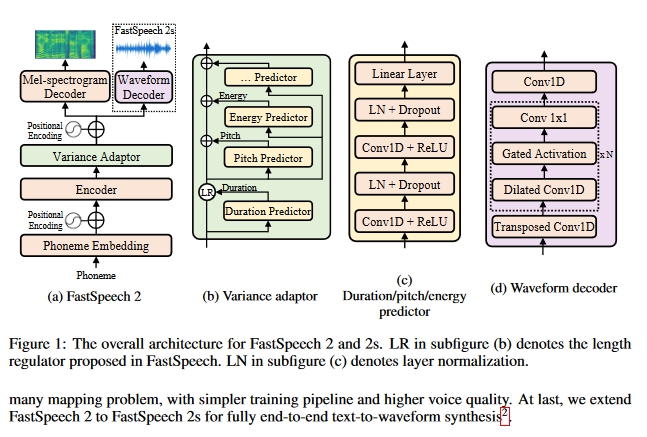 FastSpeech 2s
Mel-spectrogram
Decoder
Waveform
Decoder
Positional
Encoding
Variance Adaptor
Encoder
Positional
Encoding
Phoneme Embedding
Phoneme
(a) FastSpeech 2
... Predictor
Energy
Energy Predictor
Pitch
Pitch Predictor
LR
Duration
Duration Predictor
(b) Variance adaptor
Linear Layer
LN + Dropout
Conv1D + ReLU
LN + Dropout
Conv1D + ReLU
(c)
Duration/pitch/energy
predictor
Conv1D
Conv 1x1
Gated Activation
xN
Dilated Conv1D
Transposed Conv1D
(d) Waveform decoder
Figure 1: The overall architecture for FastSpeech 2 and 2s. LR in subfigure (b) denotes the length
regulator proposed in FastSpeech. LN in subfigure (c) denotes layer normalization.
many mapping problem, with simpler training pipeline and higher voice quality. At last, we extend
FastSpeech 2 to FastSpeech 2s for fully end-to-end text-to-waveform synthesis2.